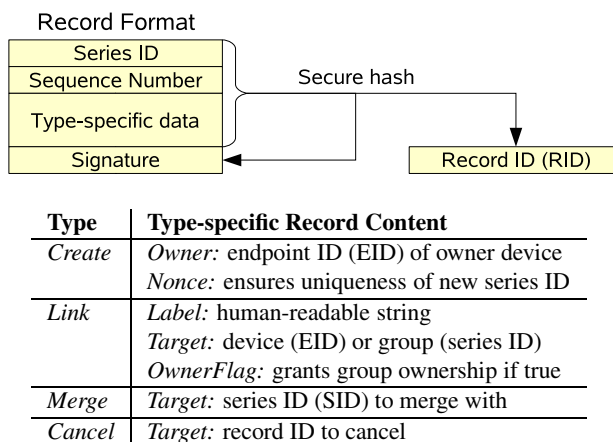 Record Format
Series ID
Sequence Number
Type-specific data
Signature
Secure hash
Record ID (RID)
Type Type-specific Record Content
Create Owner: endpoint ID (EID) of owner device
Nonce: ensures uniqueness of new series ID
Link Label: human-readable string
Target: device (EID) or group (series ID)
OwnerFlag: grants group ownership if true
Merge Target: series ID (SID) to merge with
Cancel Target: record ID to cancel